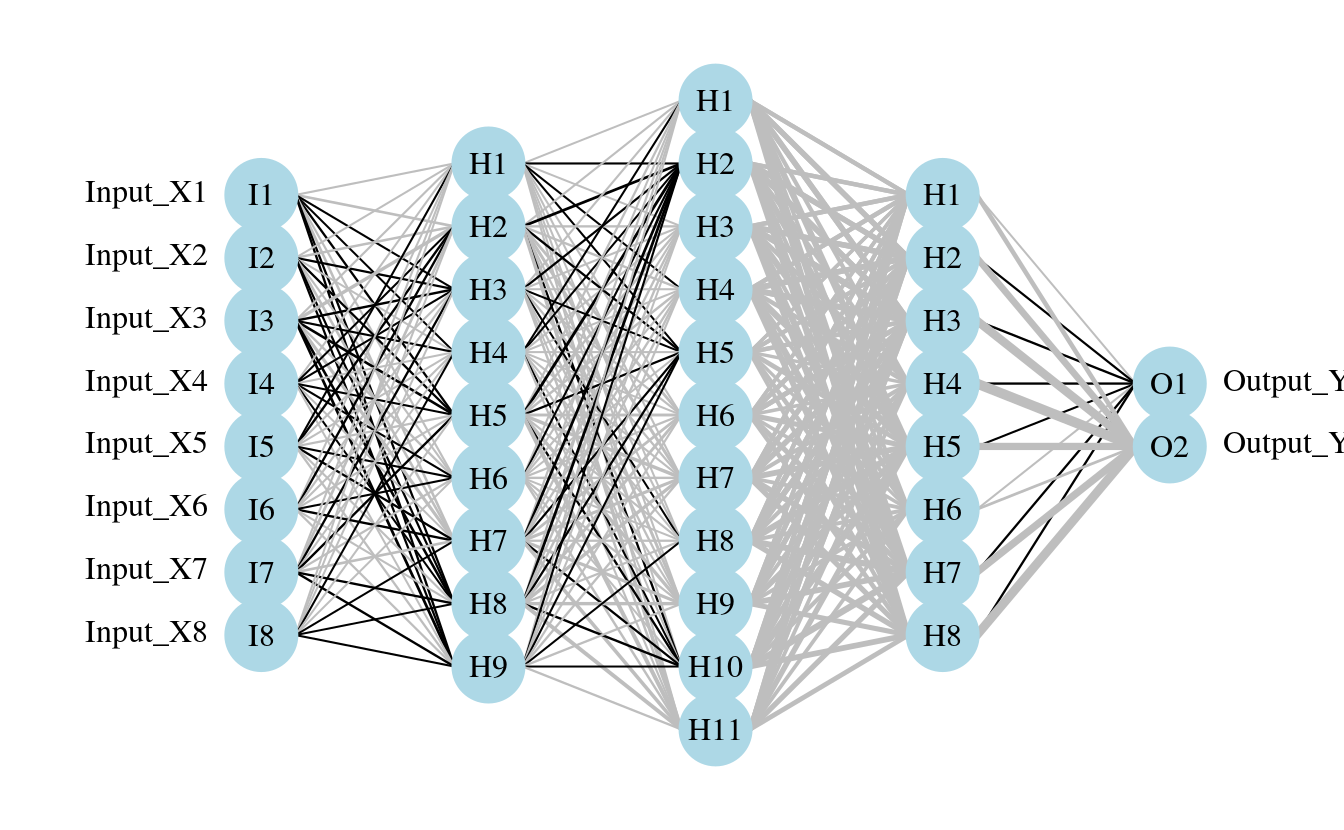 Input_X1
Input_X2
Input_X3
Input_X4
Input_X5
Input_X6
Input_X7
Input_X8
I1
I2
I3
I4
I5
I6
I7
I8
H1
H2
H3
H4
H5
H6
H7
H8
H9
H1
H2
H3
H4
H5
H6
H7
H8
H9
H10
H11
H1
H2
H3
H4
H5
H6
H7
H8
O1
O2
Output_Y
Output_Y